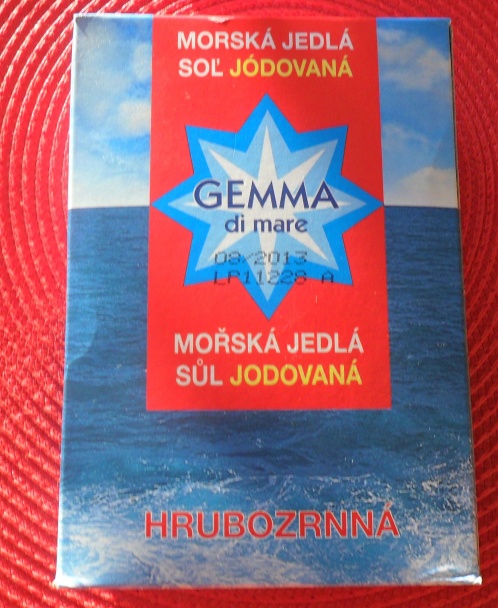 MORSKÁ JEDLÁ
SOĽ JÓDOVANÁ
GEMMA
di mare
08/2013
LP11228 A
MOŘSKÁ JEDLÁ
SŮL JODOVANÁ
HRUBOZRNNÁ